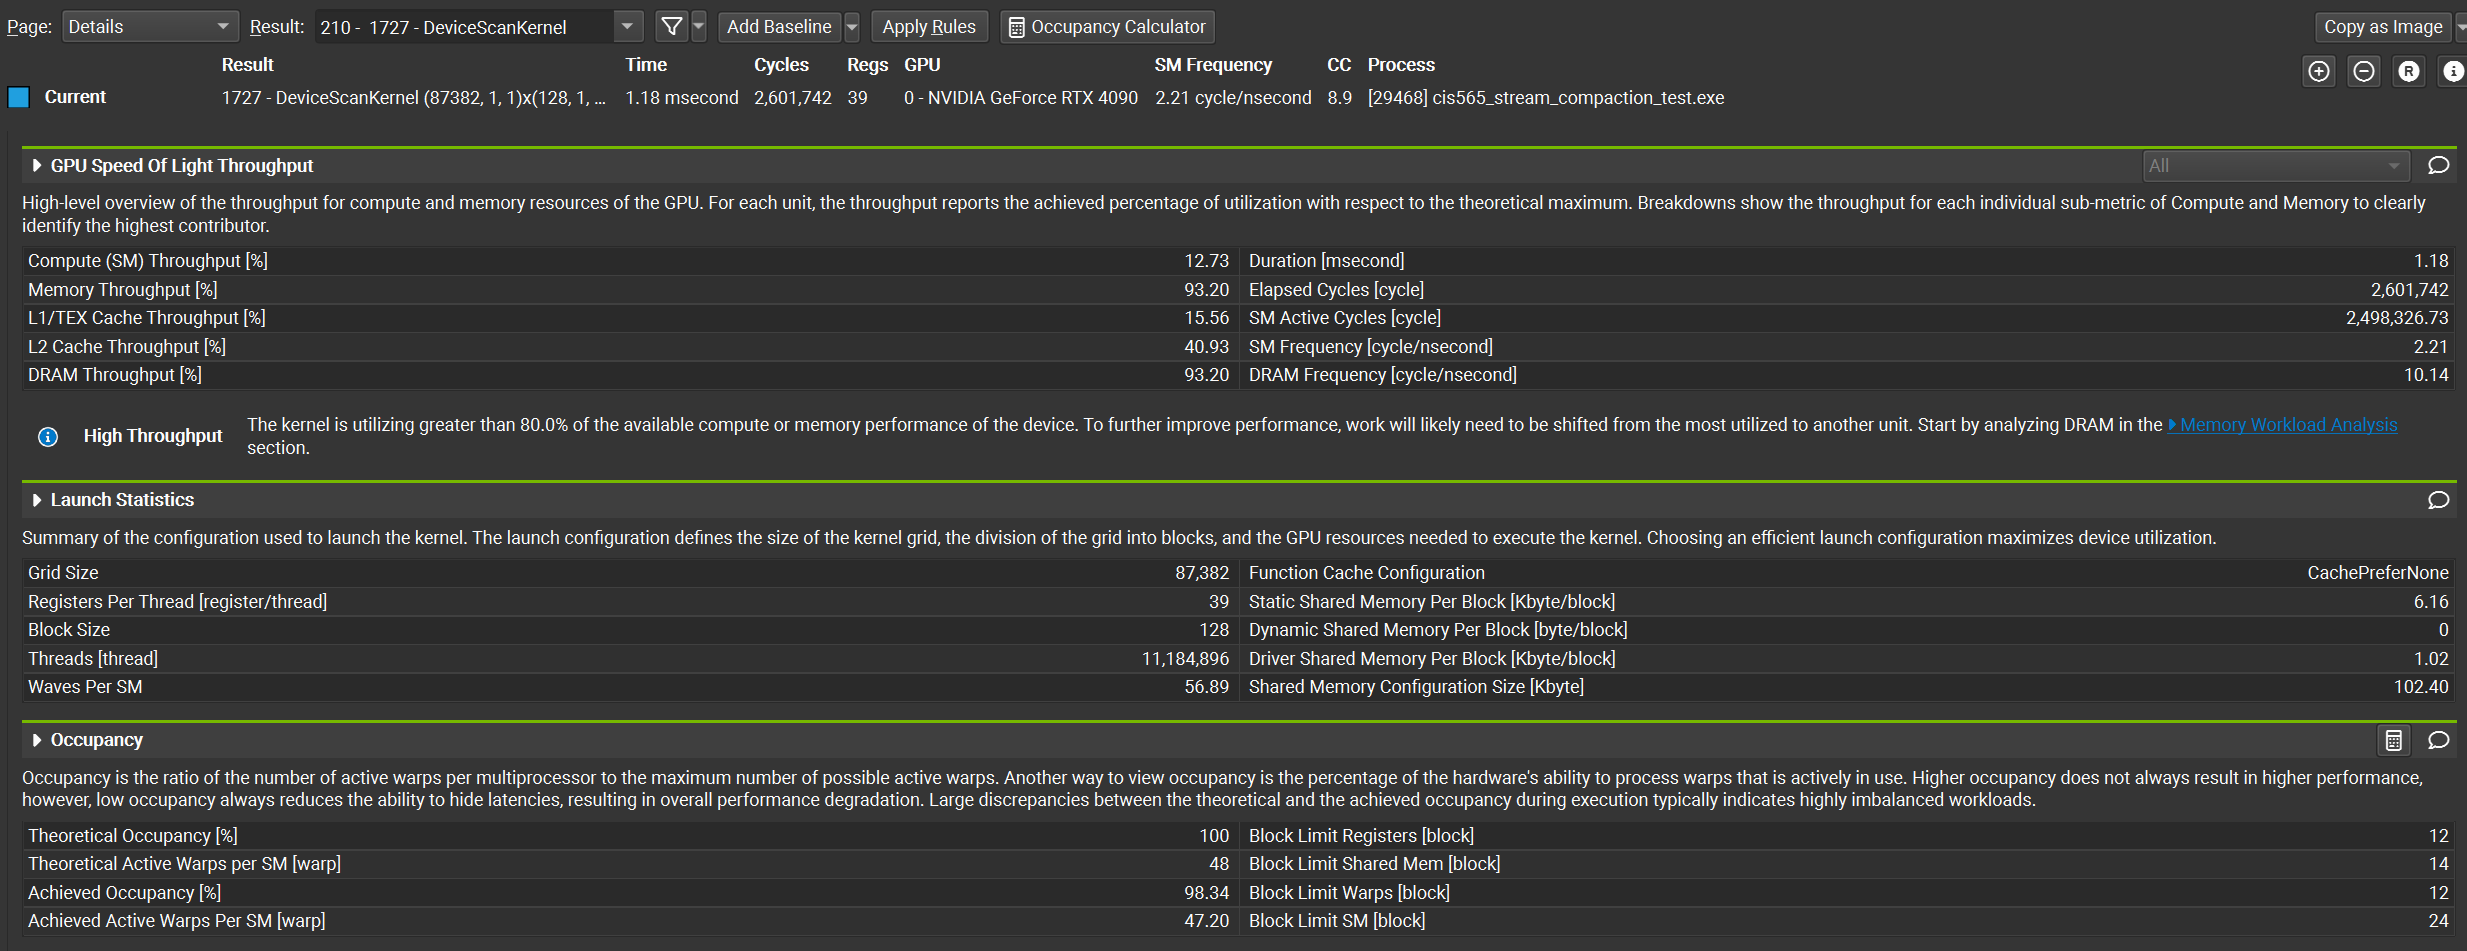 Page: Details Result: 210 - 1727 - DeviceScanKernel Add Baseline Apply Rules Occupancy Calculator Copy as Image
Result Time Cycles Regs GPU SM Frequency CC Process
Current 1727 - DeviceScanKernel (87382, 1, 1)x(128, 1, ... 1.18 msecond 2,601,742 39 0 - NVIDIA GeForce RTX 4090 2.21 cycle/nsecond 8.9 [29468] cis565_stream_compaction_test.exe
GPU Speed Of Light Throughput All
High-level overview of the throughput for compute and memory resources of the GPU. For each unit, the throughput reports the achieved percentage of utilization with respect to the theoretical maximum. Breakdowns show the throughput for each individual sub-metric of Compute and Memory to clearly
identify the highest contributor.
Compute (SM) Throughput [%] 12.73 Duration [msecond] 1.18
Memory Throughput [%] 93.20 Elapsed Cycles [cycle] 2,601,742
L1/TEX Cache Throughput [%] 15.56 SM Active Cycles [cycle] 2,498,326.73
L2 Cache Throughput [%] 40.93 SM Frequency [cycle/nsecond] 2.21
DRAM Throughput [%] 93.20 DRAM Frequency [cycle/nsecond] 10.14
High Throughput The kernel is utilizing greater than 80.0% of the available compute or memory performance of the device. To further improve performance, work will likely need to be shifted from the most utilized to another unit. Start by analyzing DRAM in the Memory Workload Analysis
section.
Launch Statistics
Summary of the configuration used to launch the kernel. The launch configuration defines the size of the kernel grid, the division of the grid into blocks, and the GPU resources needed to execute the kernel. Choosing an efficient launch configuration maximizes device utilization.
Grid Size 87,382 Function Cache Configuration CachePreferNone
Registers Per Thread [register/thread] 39 Static Shared Memory Per Block [Kbyte/block] 6.16
Block Size 128 Dynamic Shared Memory Per Block [byte/block] 0
Threads [thread] 11,184,896 Driver Shared Memory Per Block [Kbyte/block] 1.02
Waves Per SM 56.89 Shared Memory Configuration Size [Kbyte] 102.40
Occupancy
Occupancy is the ratio of the number of active warps per multiprocessor to the maximum number of possible active warps. Another way to view occupancy is the percentage of the hardware's ability to process warps that is actively in use. Higher occupancy does not always result in higher performance,
however, low occupancy always reduces the ability to hide latencies, resulting in overall performance degradation. Large discrepancies between the theoretical and the achieved occupancy during execution typically indicates highly imbalanced workloads.
Theoretical Occupancy [%] 100 Block Limit Registers [block] 12
Theoretical Active Warps per SM [warp] 48 Block Limit Shared Mem [block] 14
Achieved Occupancy [%] 98.34 Block Limit Warps [block] 12
Achieved Active Warps Per SM [warp] 47.20 Block Limit SM [block] 24